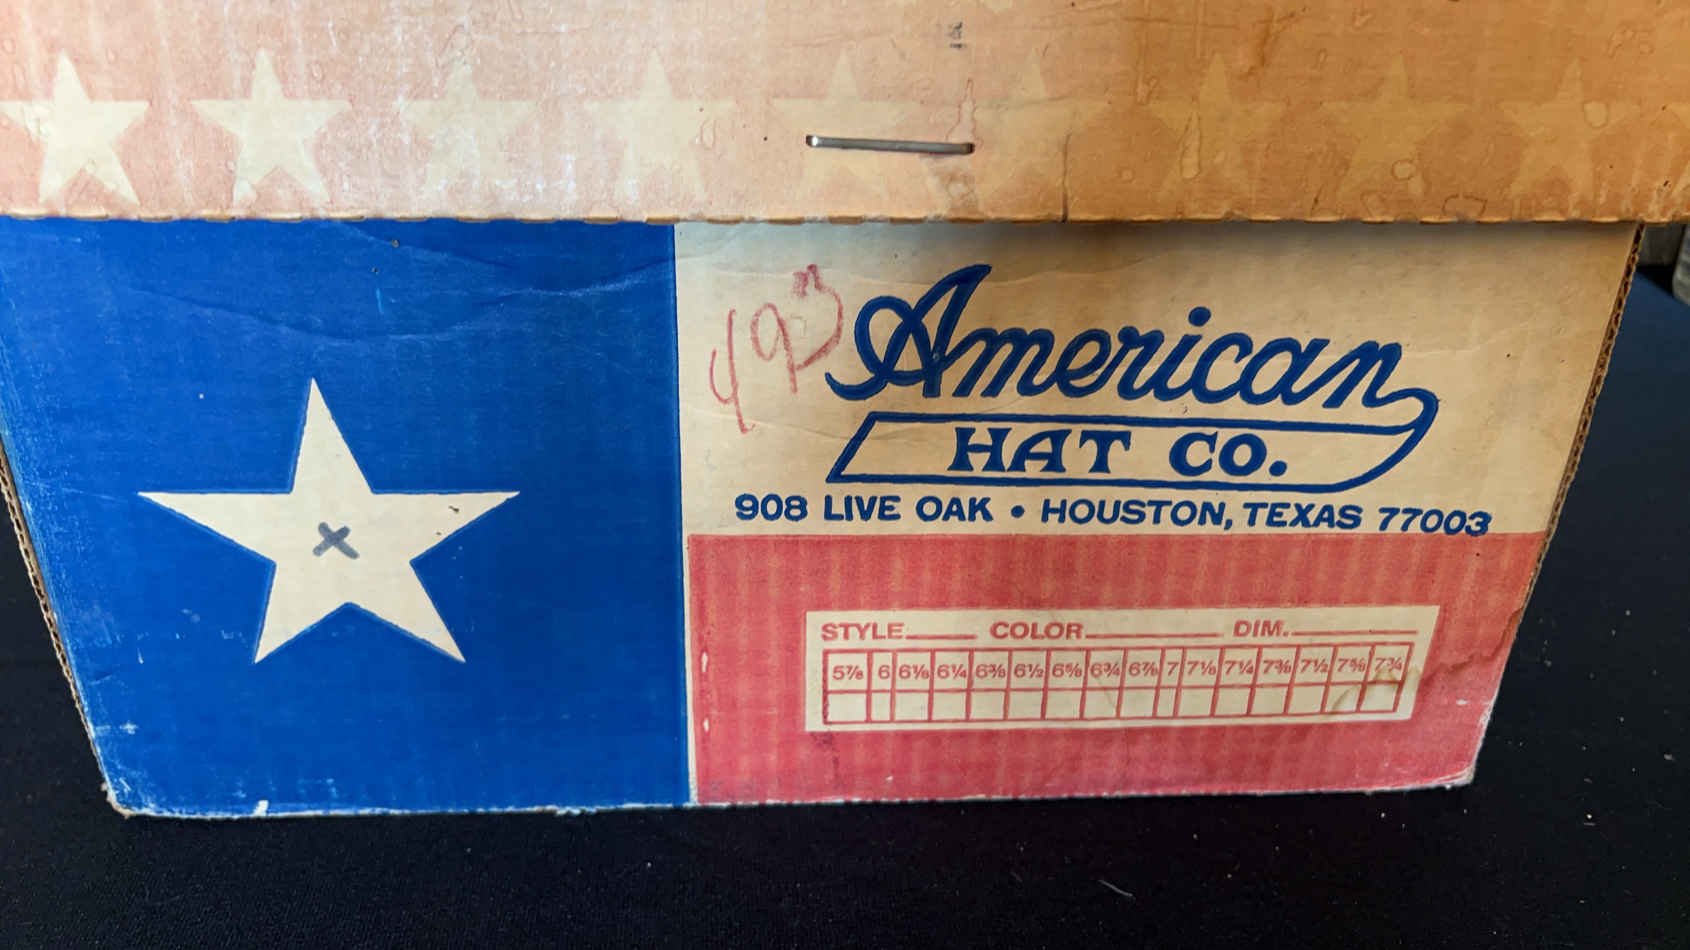 493
American
HAT CO.
908 LIVE OAK • HOUSTON, TEXAS 77003
x
STYLE COLOR DIM.
5⅞ 6 6⅛ 6¼ 6⅜ 6½ 6⅝ 6¾ 6⅞ 7 7⅛ 7¼ 7⅜ 7½ 7⅝ 7¾